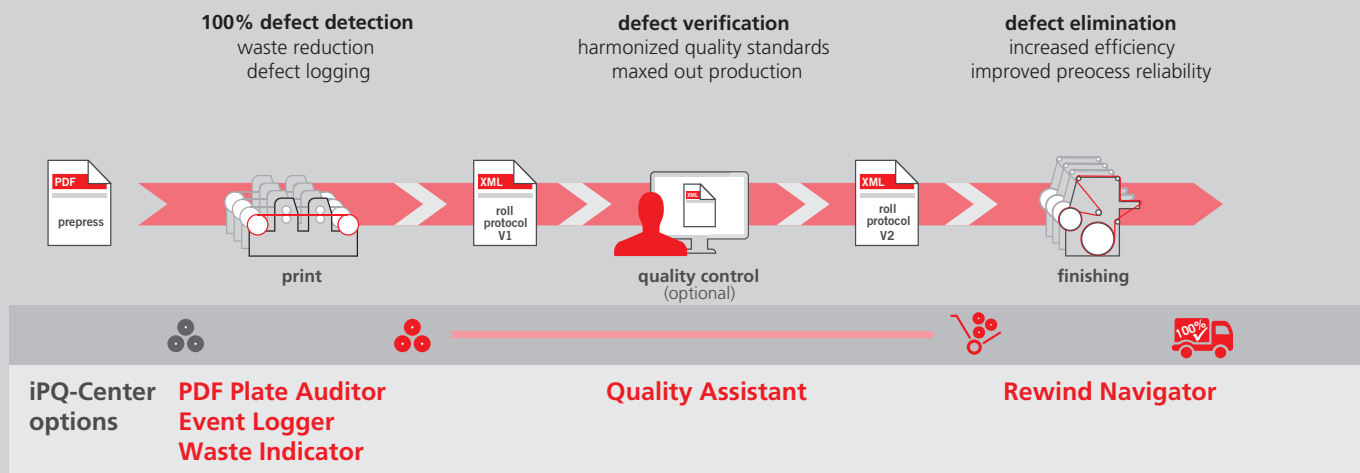 100% defect detection
waste reduction
defect logging
defect verification
harmonized quality standards
maxed out production
defect elimination
increased efficiency
improved preocess reliability
PDF
prepress
print
XML
roll
protocol
V1
XML
quality control
(optional)
XML
roll
protocol
V2
finishing
100%
iPQ-Center
options
PDF Plate Auditor
Event Logger
Waste Indicator
Quality Assistant
Rewind Navigator